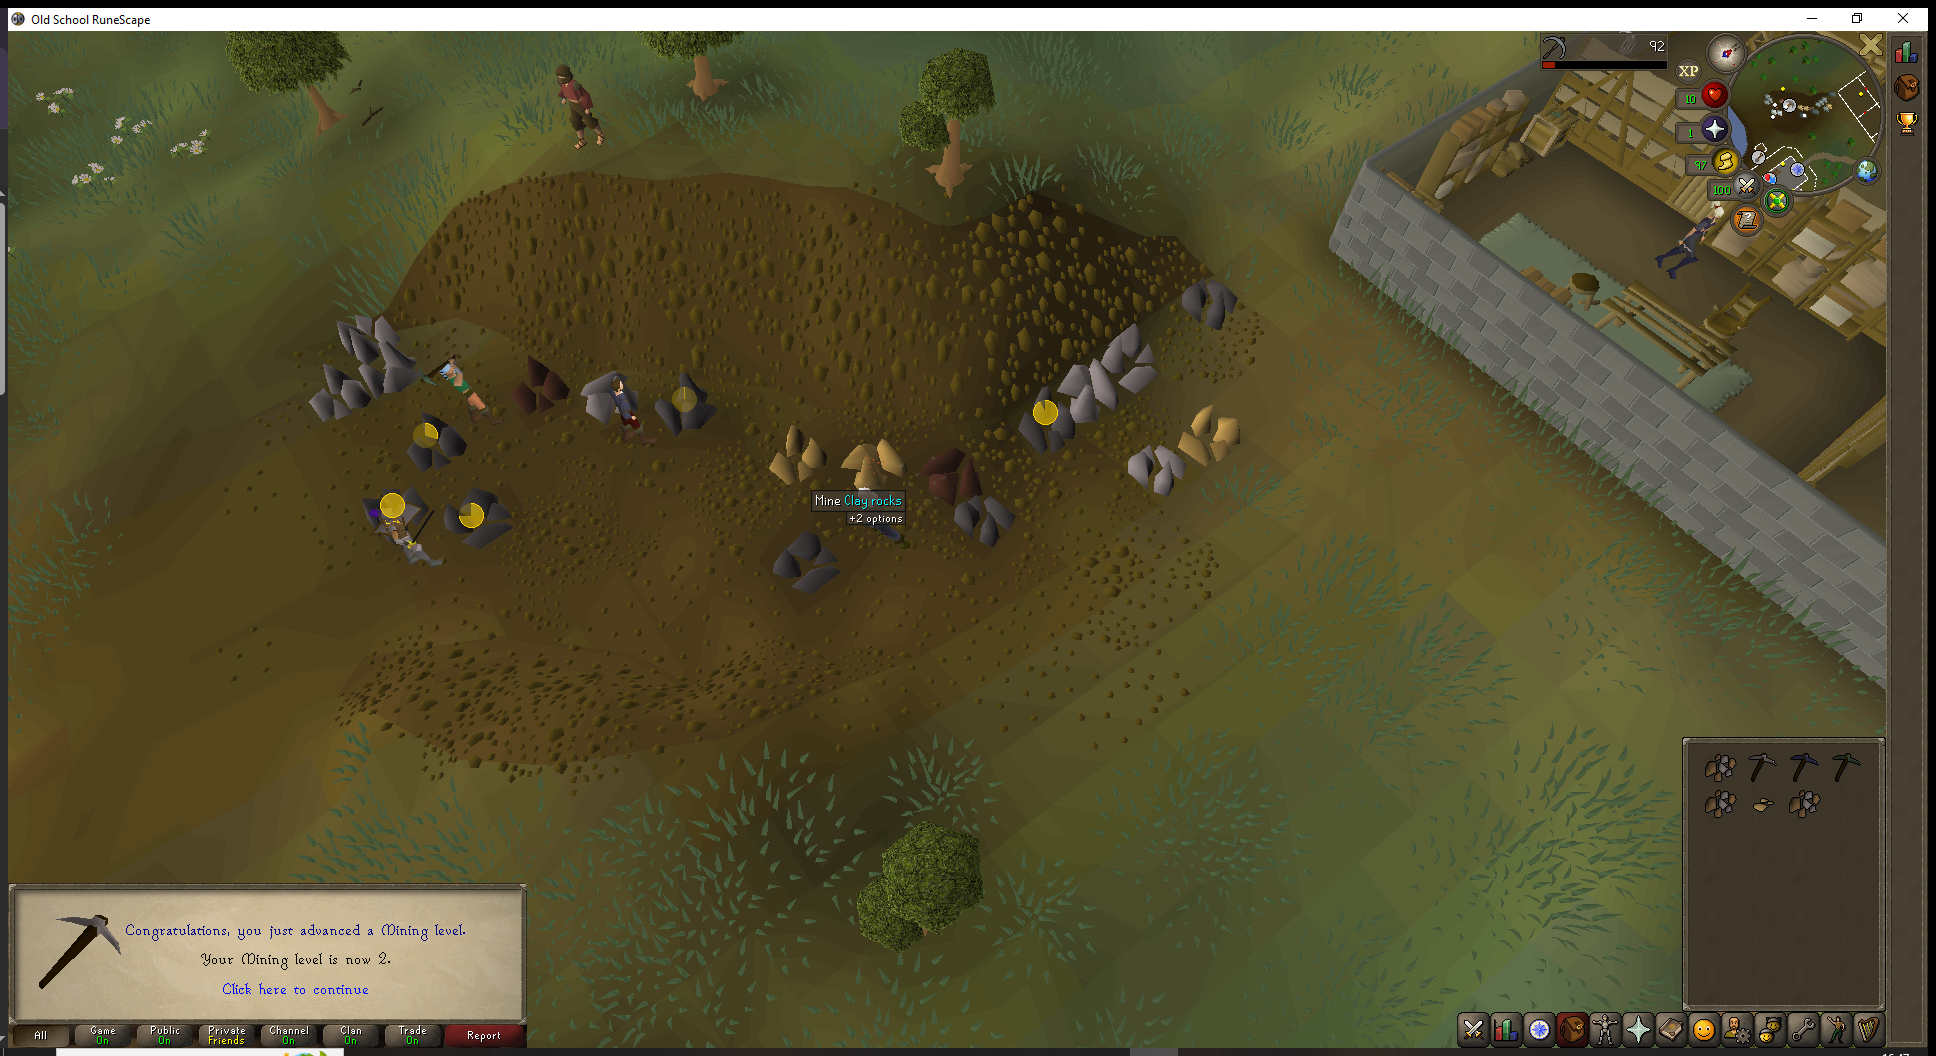 Old School RuneScape
92
XP
10
1
97
100
Mine Clay rocks
+2 options
Congratulations, you just advanced a Mining level.
Your Mining level is now 2.
Click here to continue
All
Game
On
Public
On
Private
Friends
Channel
On
Clan
On
Trade
On
Report